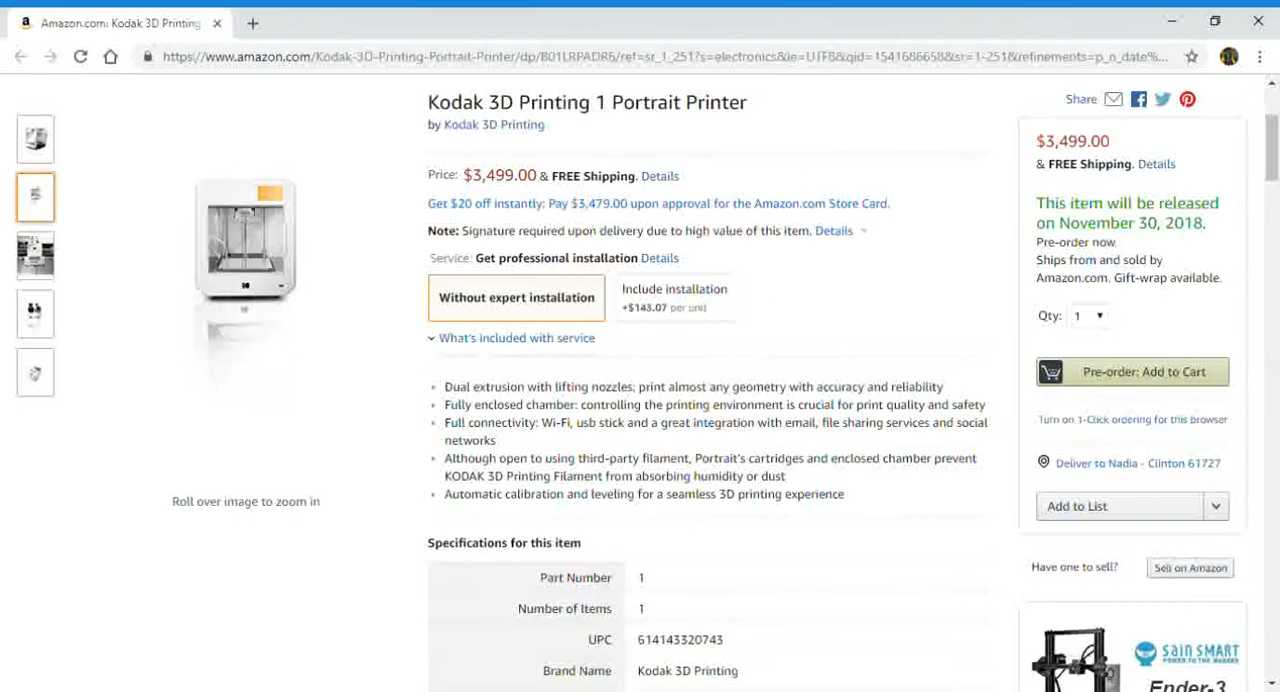 Amazon.com: Kodak 3D Printing
https://www.amazon.com/Kodak-3D-Printing-Portrait-Printer/dp/B01LRPADR6/ref=sr_1_251?s=electronics&ie=UTF8&qid=1541686658&sr=1-251&refinements=p_n_date%...
Kodak 3D Printing 1 Portrait Printer
by Kodak 3D Printing
Price: $3,499.00 & FREE Shipping. Details
Get $20 off instantly: Pay $3,479.00 upon approval for the Amazon.com Store Card.
Note: Signature required upon delivery due to high value of this item. Details
Service: Get professional installation Details
Without expert installation
Include installation
+$143.07 per unit
What's included with service
Dual extrusion with lifting nozzles; print almost any geometry with accuracy and reliability
Fully enclosed chamber: controlling the printing environment is crucial for print quality and safety
Full connectivity: Wi-Fi, usb stick and a great integration with email, file sharing services and social
networks
Although open to using third-party filament, Portrait's cartridges and enclosed chamber prevent
KODAK 3D Printing Filament from absorbing humidity or dust
Automatic calibration and leveling for a seamless 3D printing experience
Roll over image to zoom in
Specifications for this item
Part Number 1
Number of Items 1
UPC 614143320743
Brand Name Kodak 3D Printing
Share
$3,499.00
& FREE Shipping. Details
This item will be released
on November 30, 2018.
Pre-order now.
Ships from and sold by
Amazon.com. Gift-wrap available.
Qty: 1
Pre-order: Add to Cart
Turn on 1-Click ordering for this browser
Deliver to Nadia - Clinton 61727
Add to List
Have one to sell? Sell on Amazon
SAIN SMART
POWER TO THE MAKERS
Ender-3